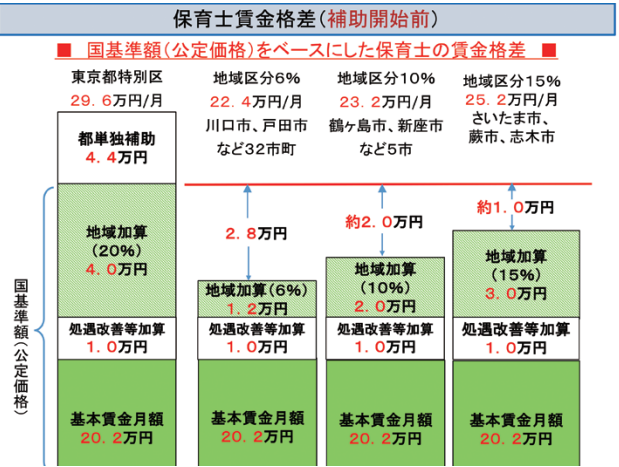 保育士賃金格差(補助開始前)
■ 国基準額(公定価格)をベースにした保育士の賃金格差 ■
東京都特別区
29.6万円/月
都単独補助
4.4万円
地域加算
(20%)
4.0万円
処遇改善等加算
1.0万円
基本賃金月額
20.2万円
国基準額(公定価格)
地域区分6%
22.4万円/月
川口市、戸田市
など32市町
2.8万円
地域加算(6%)
1.2万円
処遇改善等加算
1.0万円
基本賃金月額
20.2万円
地域区分10%
23.2万円/月
鶴ヶ島市、新座市
など5市
約2.0万円
地域加算
(10%)
2.0万円
処遇改善等加算
1.0万円
基本賃金月額
20.2万円
地域区分15%
25.2万円/月
さいたま市、
蕨市、志木市
約1.0万円
地域加算
(15%)
3.0万円
処遇改善等加算
1.0万円
基本賃金月額
20.2万円